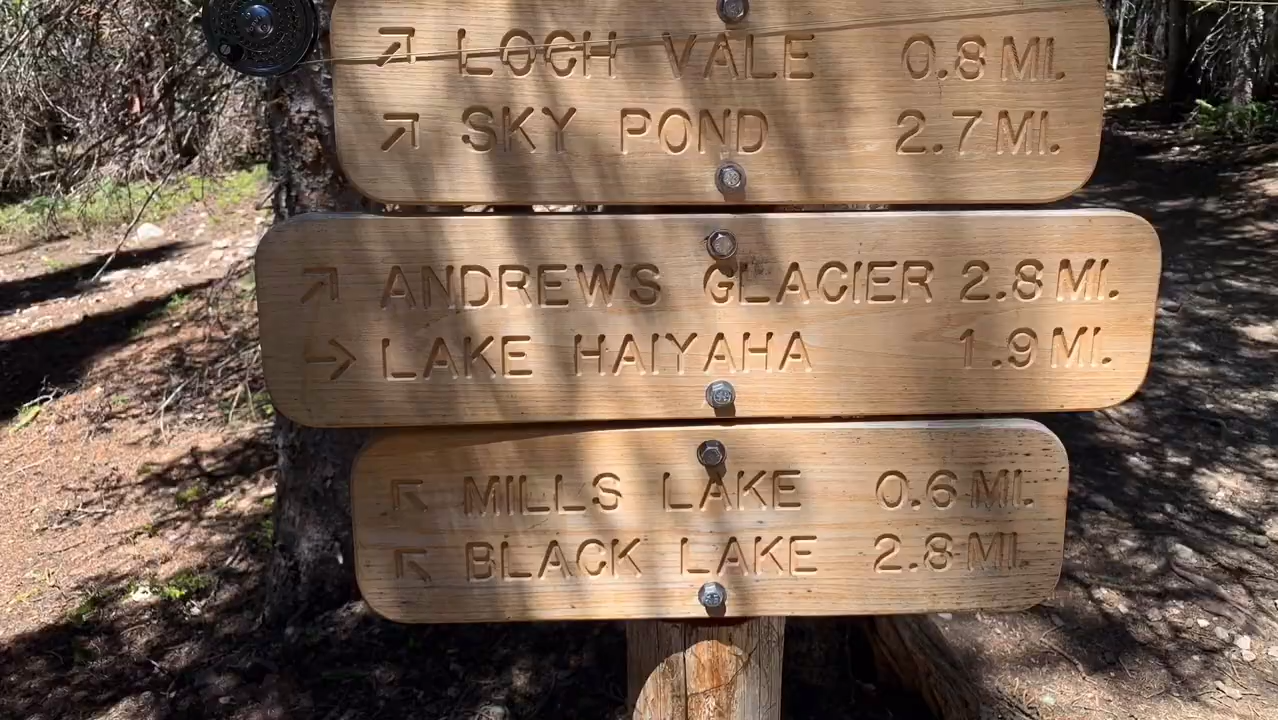 ↗ LOCH VALE 0.8 MI.
↗ SKY POND 2.7 MI.
↗ ANDREWS GLACIER 2.8 MI.
→ LAKE HAIYAHA 1.9 MI.
↖ MILLS LAKE 0.6 MI.
↖ BLACK LAKE 2.8 MI.